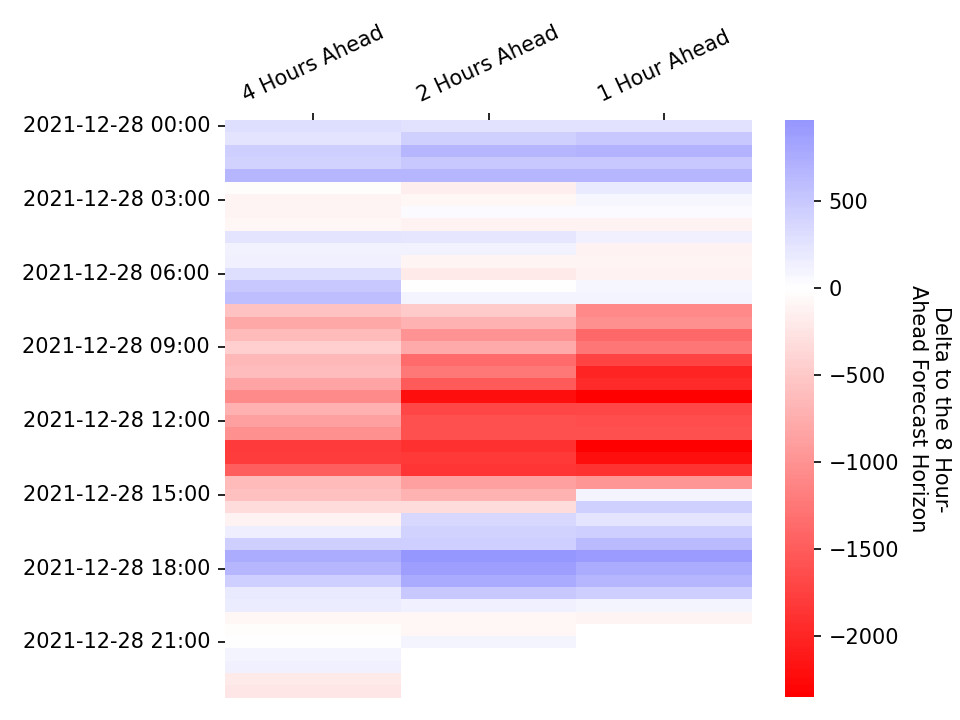 4 Hours Ahead
2 Hours Ahead
1 Hour Ahead
2021-12-28 00:00
2021-12-28 03:00
2021-12-28 06:00
2021-12-28 09:00
2021-12-28 12:00
2021-12-28 15:00
2021-12-28 18:00
2021-12-28 21:00
500
0
−500
−1000
−1500
−2000
Delta to the 8 Hour-
Ahead Forecast Horizon